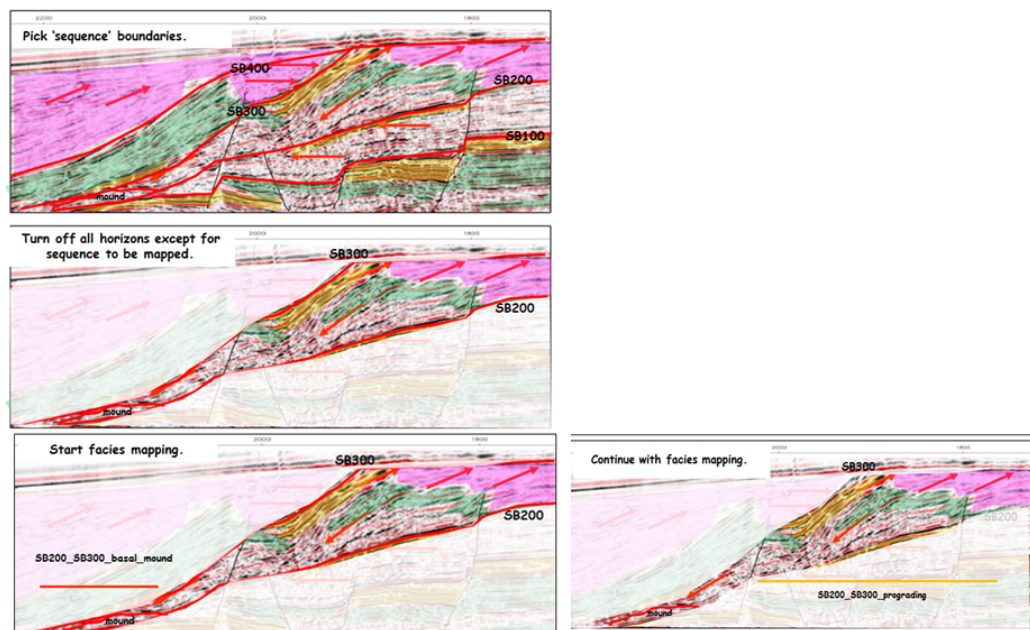 2200
2000
1800
Pick 'sequence' boundaries.
SB400
SB200
SB300
SB100
mound
2000
1800
Turn off all horizons except for
sequence to be mapped.
SB300
SB200
mound
2000
1800
Start facies mapping.
SB300
SB200
SB200_SB300_basal_mound
mound
2000
1800
Continue with facies mapping.
SB300
SB200
SB200_SB300_prograding
mound